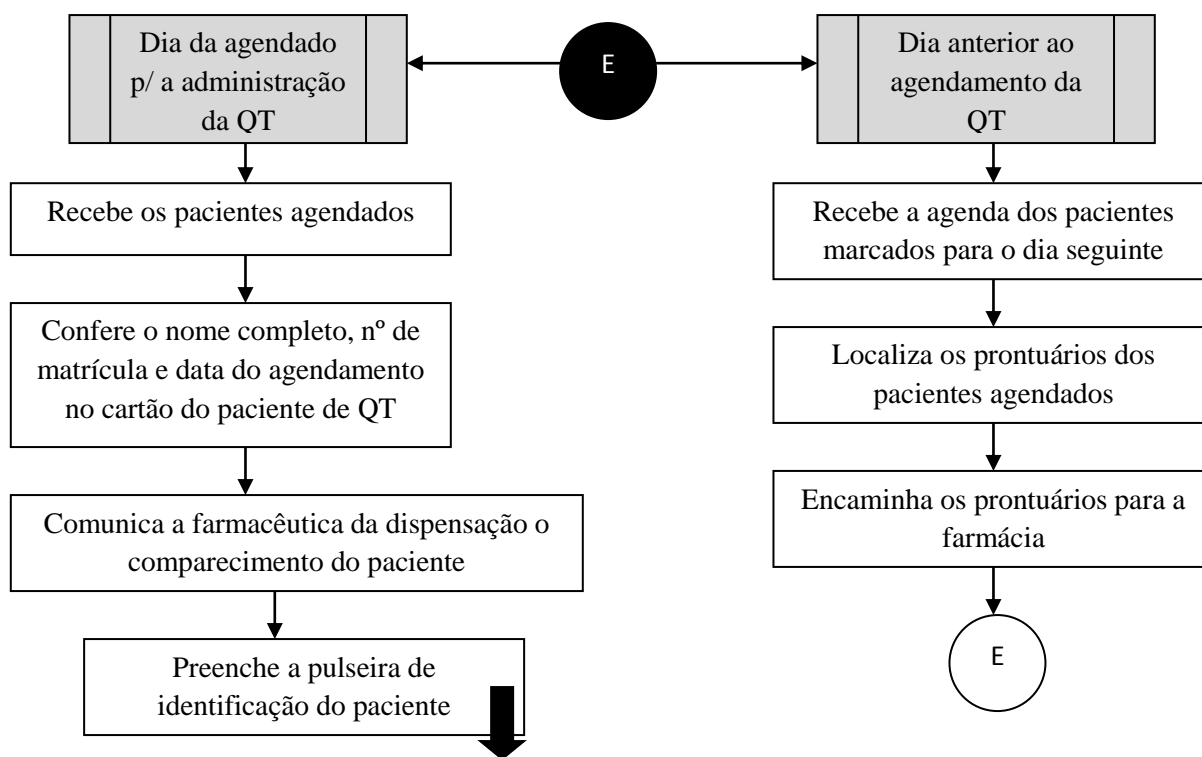 Dia da agendado
p/ a administração
da QT
E
Dia anterior ao
agendamento da
QT
Recebe os pacientes agendados
Confere o nome completo, nº de
matrícula e data do agendamento
no cartão do paciente de QT
Comunica a farmacêutica da dispensação o
comparecimento do paciente
Preenche a pulseira de
identificação do paciente
Recebe a agenda dos pacientes
marcados para o dia seguinte
Localiza os prontuários dos
pacientes agendados
Encaminha os prontuários para a
farmácia
E